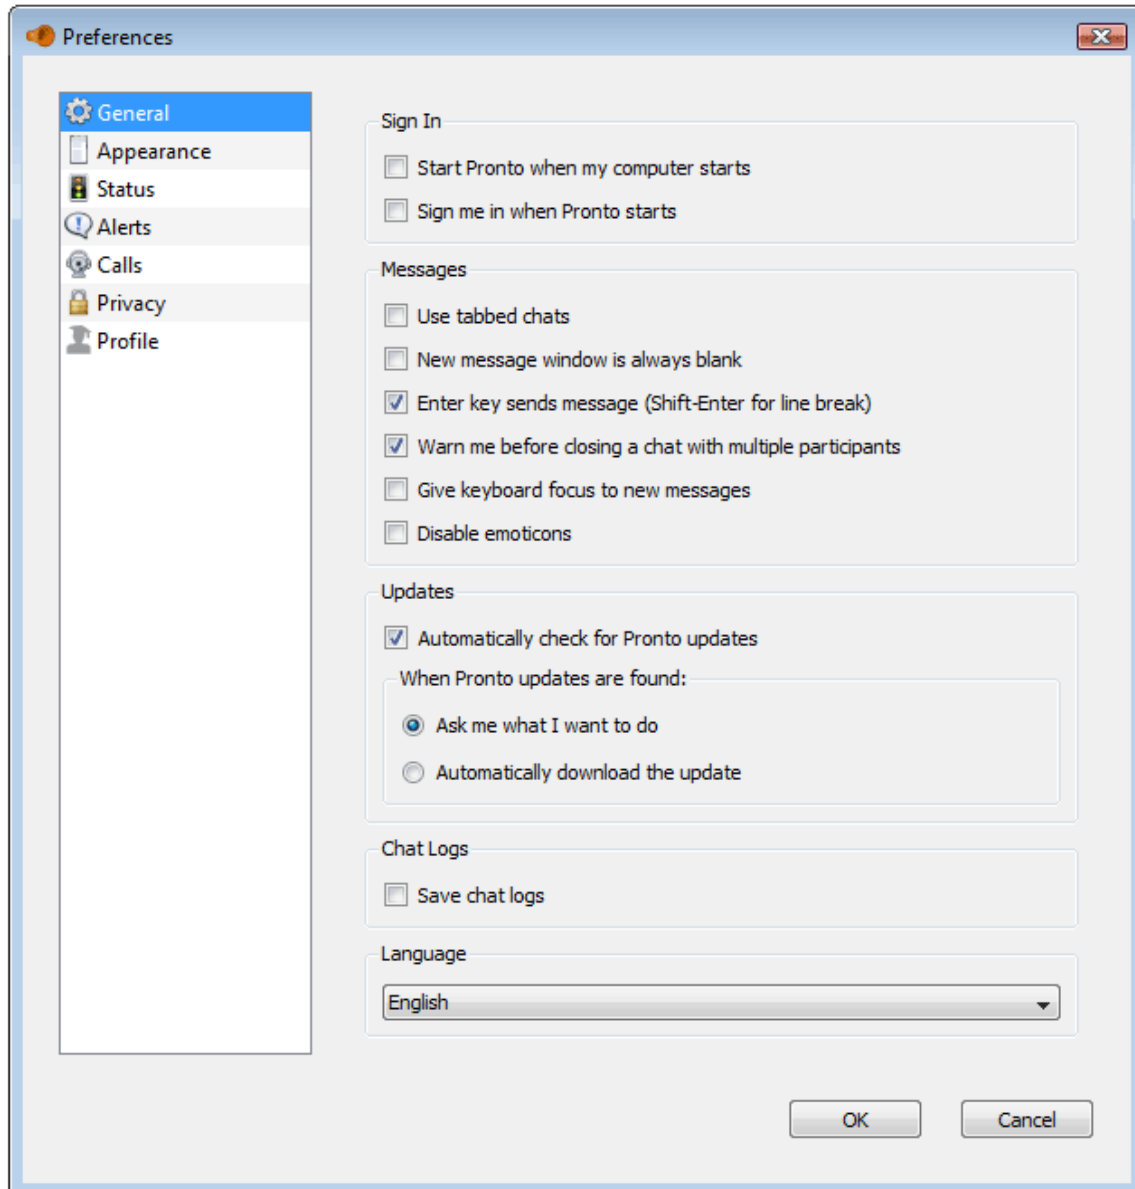 Preferences
General
Appearance
Status
Alerts
Calls
Privacy
Profile
Sign In
Start Pronto when my computer starts
Sign me in when Pronto starts
Messages
Use tabbed chats
New message window is always blank
Enter key sends message (Shift-Enter for line break)
Warn me before closing a chat with multiple participants
Give keyboard focus to new messages
Disable emoticons
Updates
Automatically check for Pronto updates
When Pronto updates are found:
Ask me what I want to do
Automatically download the update
Chat Logs
Save chat logs
Language
English
OK
Cancel